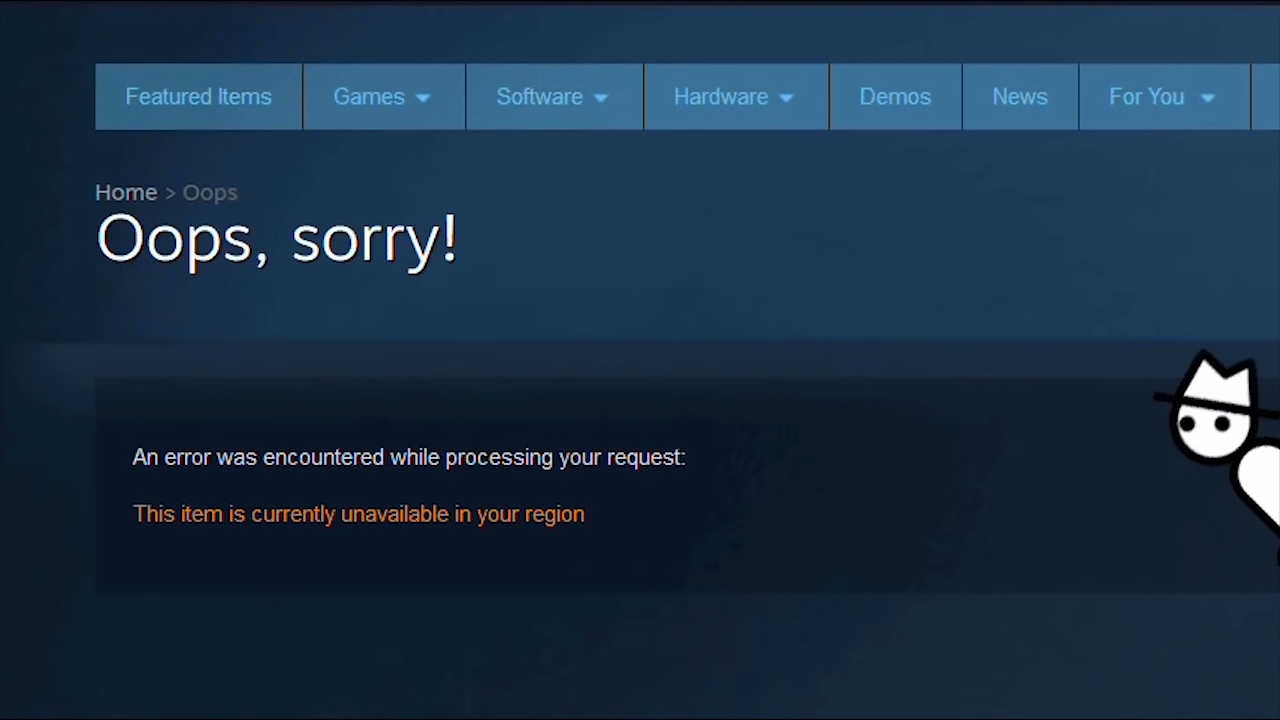 Featured Items Games Software Hardware Demos News For You
Home > Oops
Oops, sorry!
An error was encountered while processing your request:
This item is currently unavailable in your region